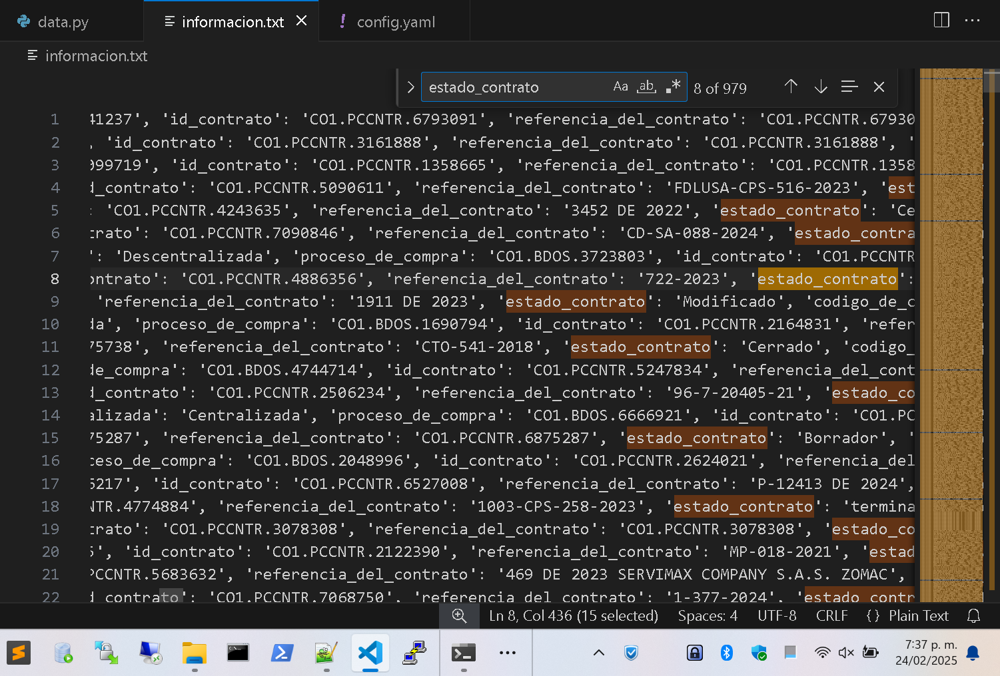 data.py
informacion.txt
config.yaml
informacion.txt
estado_contrato
Aa
ab
8 of 979
1 41237', 'id_contrato': 'CO1.PCCNTR.6793091', 'referencia_del_contrato': 'CO1.PCCNTR.67930
2 , 'id_contrato': 'CO1.PCCNTR.3161888', 'referencia_del_contrato': 'CO1.PCCNTR.3161888', '
3 099719', 'id_contrato': 'CO1.PCCNTR.1358665', 'referencia_del_contrato': 'CO1.PCCNTR.1358
4 d_contrato': 'CO1.PCCNTR.5090611', 'referencia_del_contrato': 'FDLUSA-CPS-516-2023', 'est
5 : 'CO1.PCCNTR.4243635', 'referencia_del_contrato': '3452 DE 2022', 'estado_contrato': 'Ce
6 trato': 'CO1.PCCNTR.7090846', 'referencia_del_contrato': 'CD-SA-088-2024', 'estado_contra
7 ': 'Descentralizada', 'proceso_de_compra': 'CO1.BDOS.3723803', 'id_contrato': 'CO1.PCCNTR
8 ontrato': 'CO1.PCCNTR.4886356', 'referencia_del_contrato': '722-2023', 'estado_contrato':
9 'referencia_del_contrato': '1911 DE 2023', 'estado_contrato': 'Modificado', 'codigo_de_c
10 da', 'proceso_de_compra': 'CO1.BDOS.1690794', 'id_contrato': 'CO1.PCCNTR.2164831', 'refer
11 75738', 'referencia_del_contrato': 'CTO-541-2018', 'estado_contrato': 'Cerrado', 'codigo_
12 de_compra': 'CO1.BDOS.4744714', 'id_contrato': 'CO1.PCCNTR.5247834', 'referencia_del_cont
13 d_contrato': 'CO1.PCCNTR.2506234', 'referencia_del_contrato': '96-7-20405-21', 'estado_co
14 alizada': 'Centralizada', 'proceso_de_compra': 'CO1.BDOS.6666921', 'id_contrato': 'CO1.PC
15 75287', 'referencia_del_contrato': 'CO1.PCCNTR.6875287', 'estado_contrato': 'Borrador', '
16 ceso_de_compra': 'CO1.BDOS.2048996', 'id_contrato': 'CO1.PCCNTR.2624021', 'referencia_del
17 5217', 'id_contrato': 'CO1.PCCNTR.6527008', 'referencia_del_contrato': 'P-12413 DE 2024',
18 NTR.4774884', 'referencia_del_contrato': '1003-CPS-258-2023', 'estado_contrato': 'termina
19 trato': 'CO1.PCCNTR.3078308', 'referencia_del_contrato': 'CO1.PCCNTR.3078308', 'estado_co
20 5', 'id_contrato': 'CO1.PCCNTR.2122390', 'referencia_del_contrato': 'MP-018-2021', 'estad
21 PCCNTR.5683632', 'referencia_del_contrato': '469 DE 2023 SERVIMAX COMPANY S.A.S. ZOMAC',
22 d_contrato': 'CO1.PCCNTR.7068750', 'referencia_del_contrato': '1-377-2024', 'estado_contr
Ln 8, Col 436 (15 selected)
Spaces: 4
UTF-8
CRLF
{} Plain Text
7:37 p. m.
24/02/2025